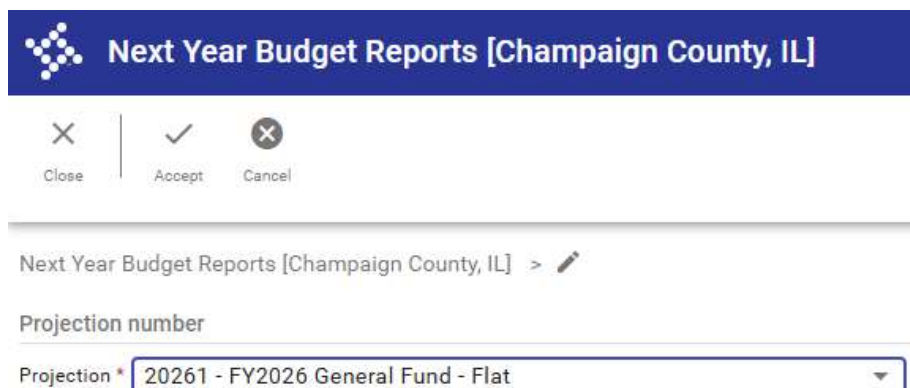 Next Year Budget Reports [Champaign County, IL]
Close Accept Cancel
Next Year Budget Reports [Champaign County, IL] >
Projection number
Projection * 20261 - FY2026 General Fund - Flat